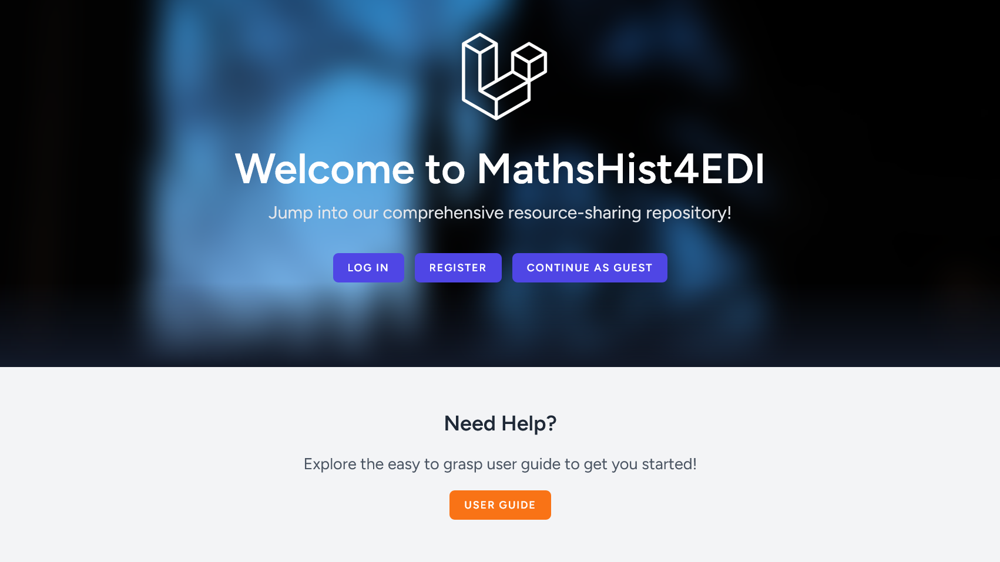 Welcome to MathsHist4EDI
Jump into our comprehensive resource-sharing repository!
LOG IN
REGISTER
CONTINUE AS GUEST
Need Help?
Explore the easy to grasp user guide to get you started!
USER GUIDE